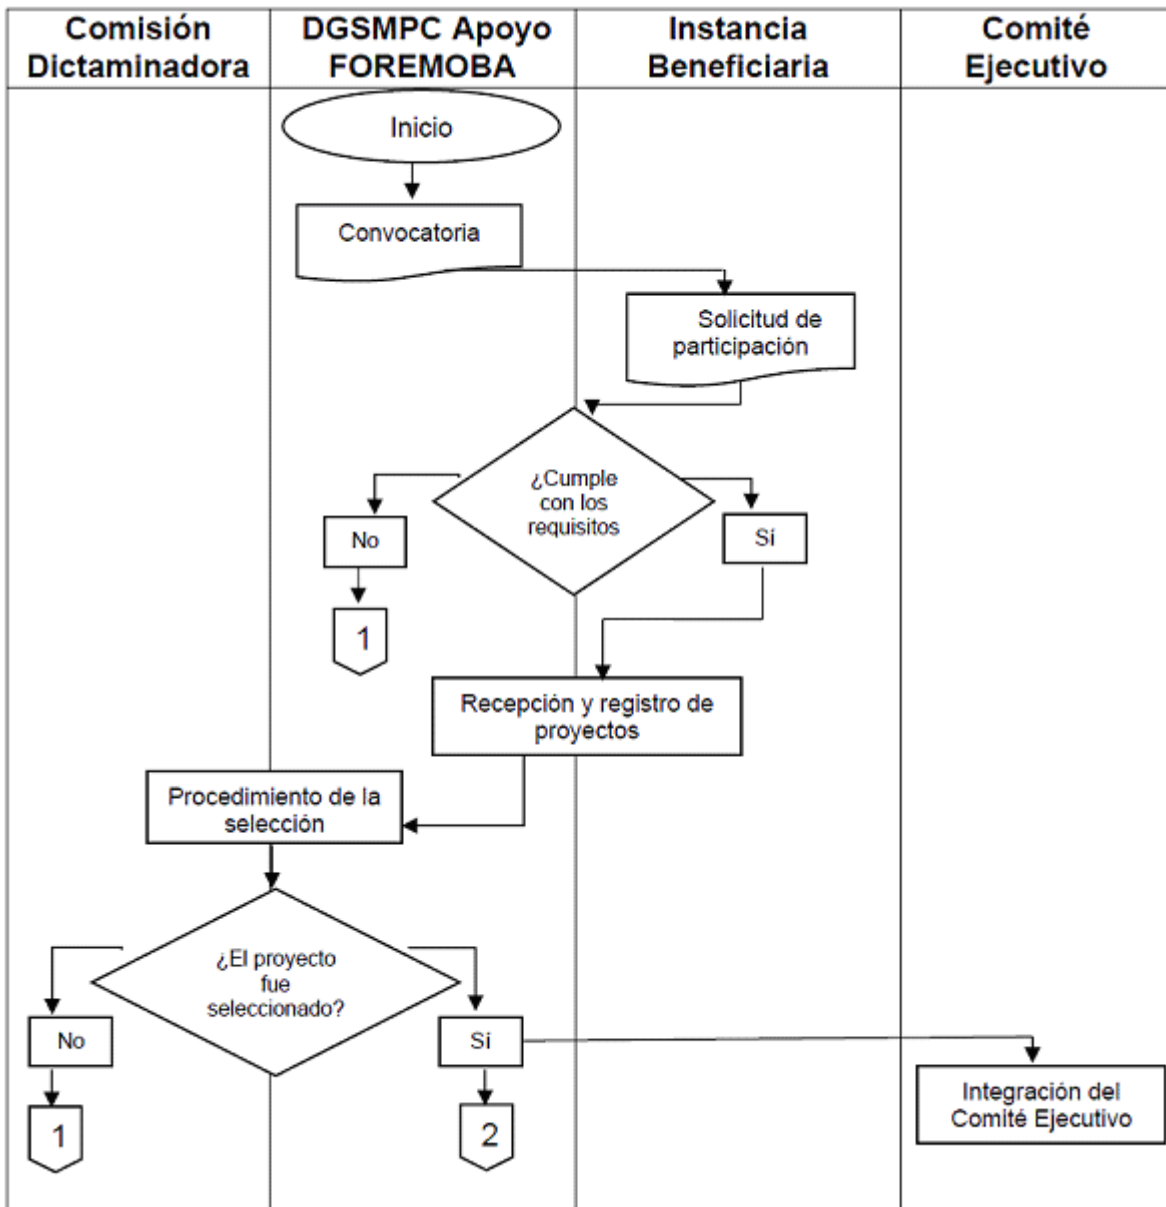 Comisión
Dictaminadora
DGSMPC Apoyo
FOREMOBA
Instancia
Beneficiaria
Comité
Ejecutivo
Inicio
Convocatoria
Solicitud de
participación
¿Cumple
con los
requisitos
No
Sí
1
Recepción y registro de
proyectos
Procedimiento de la
selección
¿El proyecto
fue
seleccionado?
No
Sí
Integración del
Comité Ejecutivo
1
2